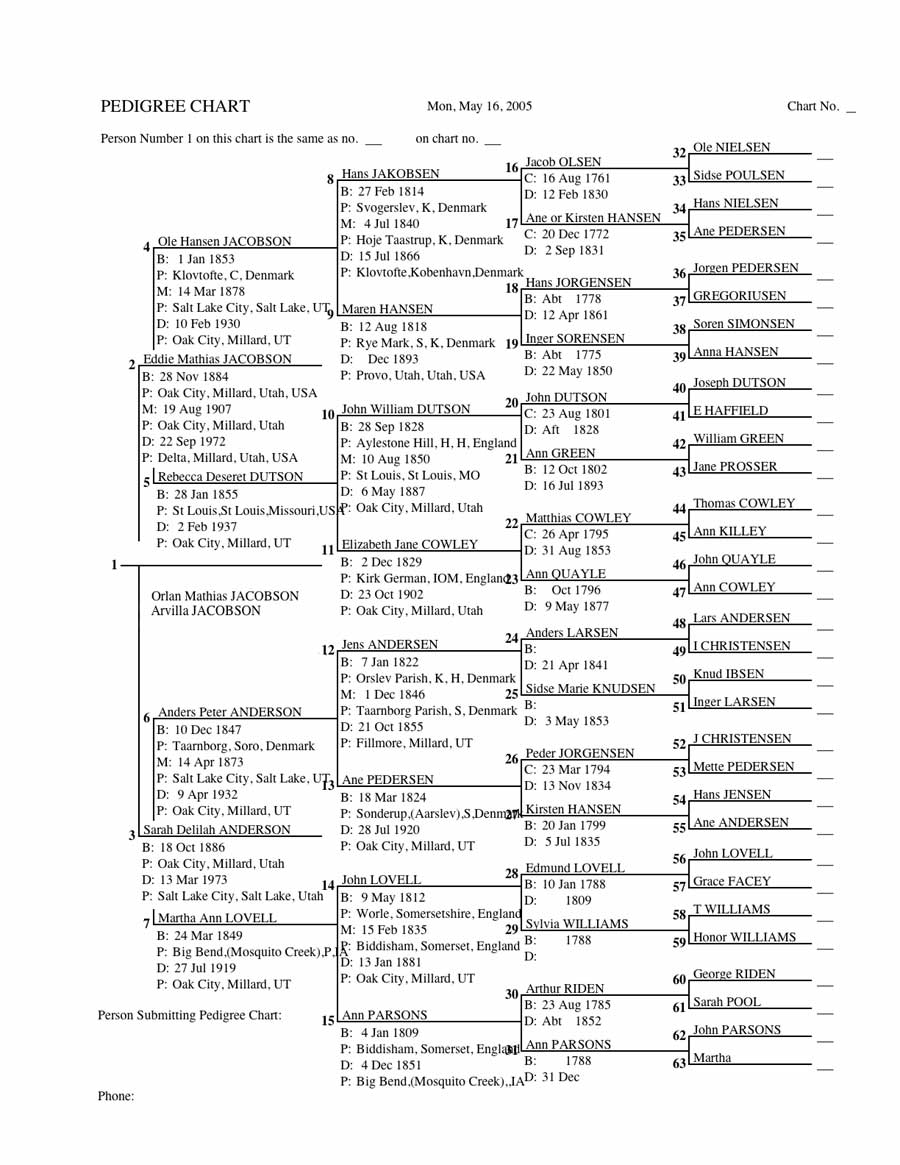 PEDIGREE CHART
Mon, May 16, 2005
Chart No. _
Person Number 1 on this chart is the same as no. __ on chart no. __
1
Orlan Mathias JACOBSON
Arvilla JACOBSON
2 Eddie Mathias JACOBSON
B: 28 Nov 1884
P: Oak City, Millard, Utah, USA
M: 19 Aug 1907
P: Oak City, Millard, Utah
D: 22 Sep 1972
P: Delta, Millard, Utah, USA
3 Sarah Delilah ANDERSON
B: 18 Oct 1886
P: Oak City, Millard, Utah
D: 13 Mar 1973
P: Salt Lake City, Salt Lake, Utah
4 Ole Hansen JACOBSON
B: 1 Jan 1853
P: Klovtofte, C, Denmark
M: 14 Mar 1878
P: Salt Lake City, Salt Lake, UT
D: 10 Feb 1930
P: Oak City, Millard, UT
5 Rebecca Deseret DUTSON
B: 28 Jan 1855
P: St Louis,St Louis,Missouri,USA
D: 2 Feb 1937
P: Oak City, Millard, UT
6 Anders Peter ANDERSON
B: 10 Dec 1847
P: Taarnborg, Soro, Denmark
M: 14 Apr 1873
P: Salt Lake City, Salt Lake, UT
D: 9 Apr 1932
P: Oak City, Millard, UT
7 Martha Ann LOVELL
B: 24 Mar 1849
P: Big Bend,(Mosquito Creek),P,IA
D: 27 Jul 1919
P: Oak City, Millard, UT
8 Hans JAKOBSEN
B: 27 Feb 1814
P: Svogerslev, K, Denmark
M: 4 Jul 1840
P: Hoje Taastrup, K, Denmark
D: 15 Jul 1866
P: Klovtofte,Kobenhavn,Denmark
9 Maren HANSEN
B: 12 Aug 1818
P: Rye Mark, S, K, Denmark
D: Dec 1893
P: Provo, Utah, Utah, USA
10 John William DUTSON
B: 28 Sep 1828
P: Aylestone Hill, H, H, England
M: 10 Aug 1850
P: St Louis, St Louis, MO
D: 6 May 1887
P: Oak City, Millard, Utah
11 Elizabeth Jane COWLEY
B: 2 Dec 1829
P: Kirk German, IOM, England
D: 23 Oct 1902
P: Oak City, Millard, Utah
12 Jens ANDERSEN
B: 7 Jan 1822
P: Orslev Parish, K, H, Denmark
M: 1 Dec 1846
P: Taarnborg Parish, S, Denmark
D: 21 Oct 1855
P: Fillmore, Millard, UT
13 Ane PEDERSEN
B: 18 Mar 1824
P: Sonderup,(Aarslev),S,Denmark
D: 28 Jul 1920
P: Oak City, Millard, UT
14 John LOVELL
B: 9 May 1812
P: Worle, Somersetshire, England
M: 15 Feb 1835
P: Biddisham, Somerset, England
D: 13 Jan 1881
P: Oak City, Millard, UT
15 Ann PARSONS
B: 4 Jan 1809
P: Biddisham, Somerset, England
D: 4 Dec 1851
P: Big Bend,(Mosquito Creek),,IA
16 Jacob OLSEN
C: 16 Aug 1761
D: 12 Feb 1830
17 Ane or Kirsten HANSEN
C: 20 Dec 1772
D: 2 Sep 1831
18 Hans JORGENSEN
B: Abt 1778
D: 12 Apr 1861
19 Inger SORENSEN
B: Abt 1775
D: 22 May 1850
20 John DUTSON
C: 23 Aug 1801
D: Aft 1828
21 Ann GREEN
B: 12 Oct 1802
D: 16 Jul 1893
22 Matthias COWLEY
C: 26 Apr 1795
D: 31 Aug 1853
23 Ann QUAYLE
B: Oct 1796
D: 9 May 1877
24 Anders LARSEN
B:
D: 21 Apr 1841
25 Sidse Marie KNUDSEN
B:
D: 3 May 1853
26 Peder JORGENSEN
C: 23 Mar 1794
D: 13 Nov 1834
27 Kirsten HANSEN
B: 20 Jan 1799
D: 5 Jul 1835
28 Edmund LOVELL
B: 10 Jan 1788
D: 1809
29 Sylvia WILLIAMS
B: 1788
D:
30 Arthur RIDEN
B: 23 Aug 1785
D: Abt 1852
31 Ann PARSONS
B: 1788
D: 31 Dec
32 Ole NIELSEN
33 Sidse POULSEN
34 Hans NIELSEN
35 Ane PEDERSEN
36 Jorgen PEDERSEN
37 GREGORIUSEN
38 Soren SIMONSEN
39 Anna HANSEN
40 Joseph DUTSON
41 E HAFFIELD
42 William GREEN
43 Jane PROSSER
44 Thomas COWLEY
45 Ann KILLEY
46 John QUAYLE
47 Ann COWLEY
48 Lars ANDERSEN
49 I CHRISTENSEN
50 Knud IBSEN
51 Inger LARSEN
52 J CHRISTENSEN
53 Mette PEDERSEN
54 Hans JENSEN
55 Ane ANDERSEN
56 John LOVELL
57 Grace FACEY
58 T WILLIAMS
59 Honor WILLIAMS
60 George RIDEN
61 Sarah POOL
62 John PARSONS
63 Martha
Person Submitting Pedigree Chart:
Phone: